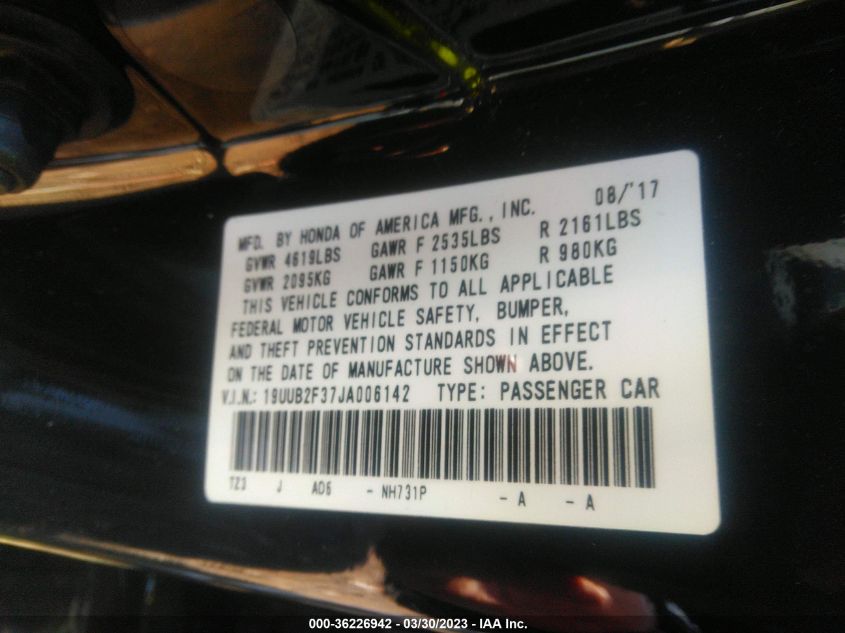 MFD. BY HONDA OF AMERICA MFG., INC. 08/'17
GVWR 4619LBS GAWR F 2535LBS R 2161LBS
GVWR 2095KG GAWR F 1150KG R 980KG
THIS VEHICLE CONFORMS TO ALL APPLICABLE
FEDERAL MOTOR VEHICLE SAFETY, BUMPER,
AND THEFT PREVENTION STANDARDS IN EFFECT
ON THE DATE OF MANUFACTURE SHOWN ABOVE.
V.I.N.: 19UUB2F37JA006142 TYPE: PASSENGER CAR
TZ3 J A06 - NH731P - A - A
000-36226942 - 03/30/2023 - IAA Inc.